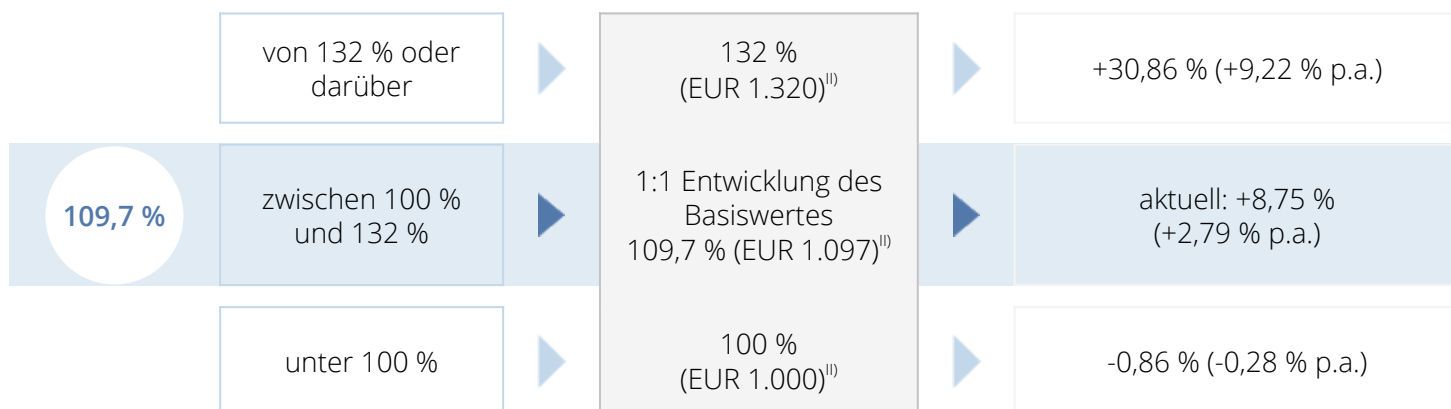 von 132 % oder
darüber
132 %
(EUR 1.320)II)
+30,86 % (+9,22 % p.a.)
109,7 %
zwischen 100 %
und 132 %
1:1 Entwicklung des
Basiswertes
109,7 % (EUR 1.097)II)
aktuell: +8,75 %
(+2,79 % p.a.)
unter 100 %
100 %
(EUR 1.000)II)
-0,86 % (-0,28 % p.a.)